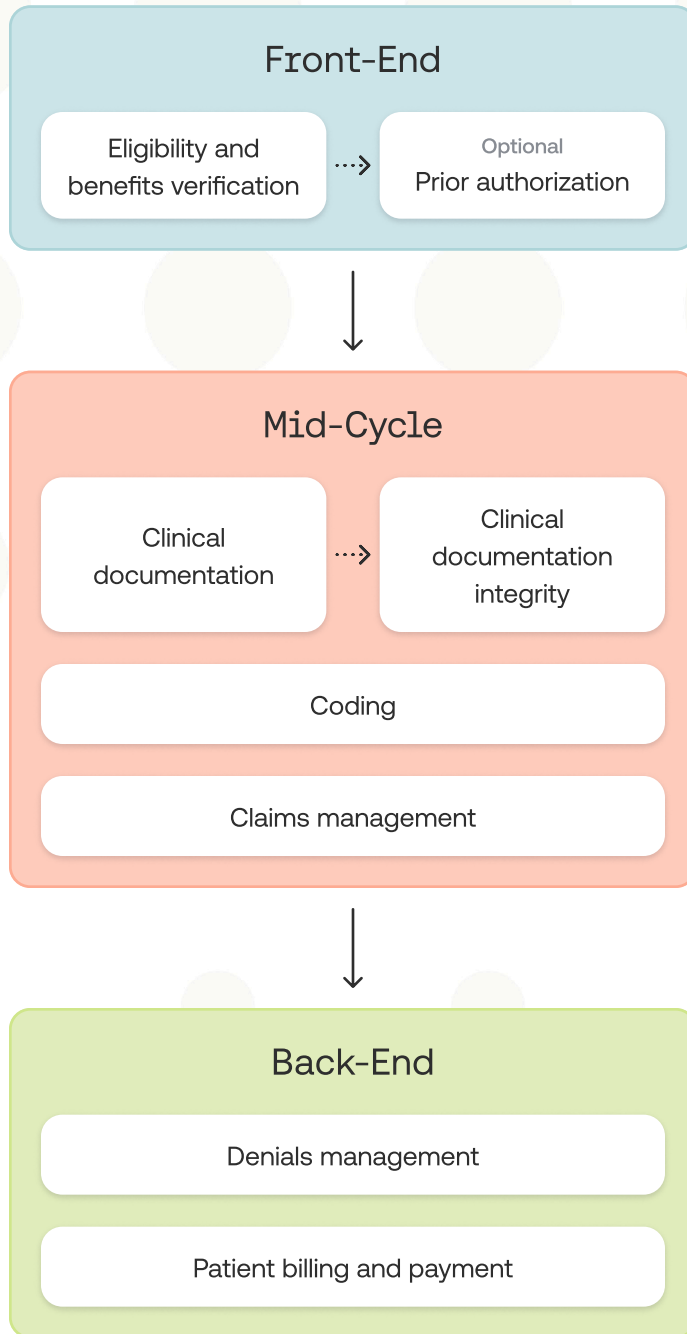 Front-End
Eligibility and
benefits verification
Optional
Prior authorization
Mid-Cycle
Clinical
documentation
Clinical
documentation
integrity
Coding
Claims management
Back-End
Denials management
Patient billing and payment